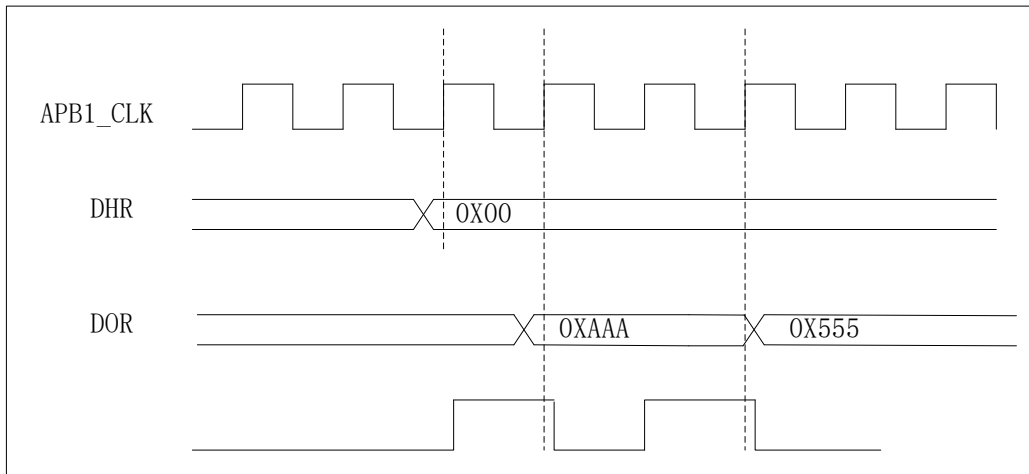 APB1_CLK
DHR
0X00
DOR
0XAAA
0X555